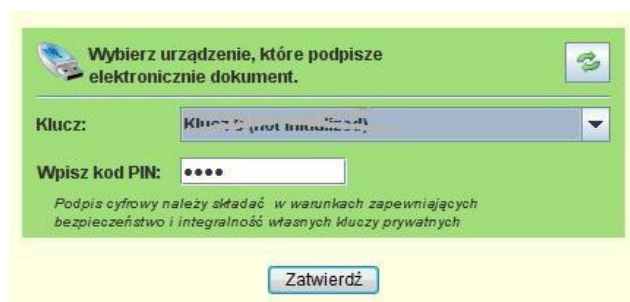 Wybierz urządzenie, które podpisze
elektronicznie dokument.
Klucz:
Wpisz kod PIN: ••••
Podpis cyfrowy należy składać w warunkach zapewniających
bezpieczeństwo i integralność własnych kluczy prywatnych
Zatwierdź